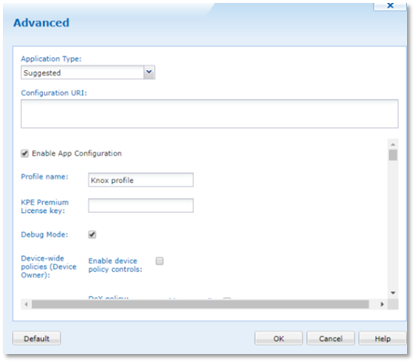 Advanced
Application Type:
Suggested
Configuration URI:
Enable App Configuration
Profile name:
Knox profile
KPE Premium
License key:
Debug Mode:
Device-wide
policies (Device
Owner):
Enable device
policy controls:
policy
Default
OK
Cancel
Help